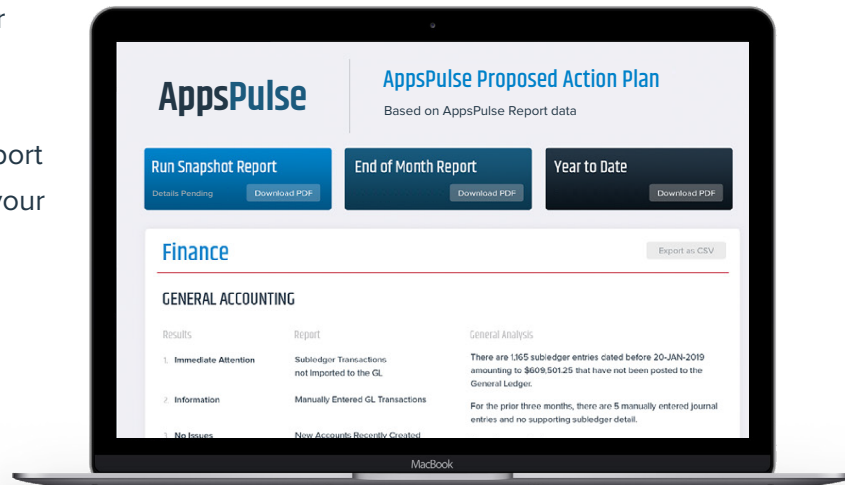 r
port
your
AppsPulse
AppsPulse Proposed Action Plan
Based on AppsPulse Report data
Run Snapshot Report
Details Pending
Download PDF
End of Month Report
Download PDF
Year to Date
Download PDF
Finance
Export as CSV
GENERAL ACCOUNTING
Results
Report
General Analysis
1. Immediate Attention
Subledger Transactions
not Imported to the GL
There are 1,165 subledger entries dated before 20-JAN-2019
amounting to $609,501.25 that have not been posted to the
General Ledger.
2. Information
Manually Entered GL Transactions
For the prior three months, there are 5 manually entered journal
entries and no supporting subledger detail.
3. No Issues
New Accounts Recently Created
MacBook